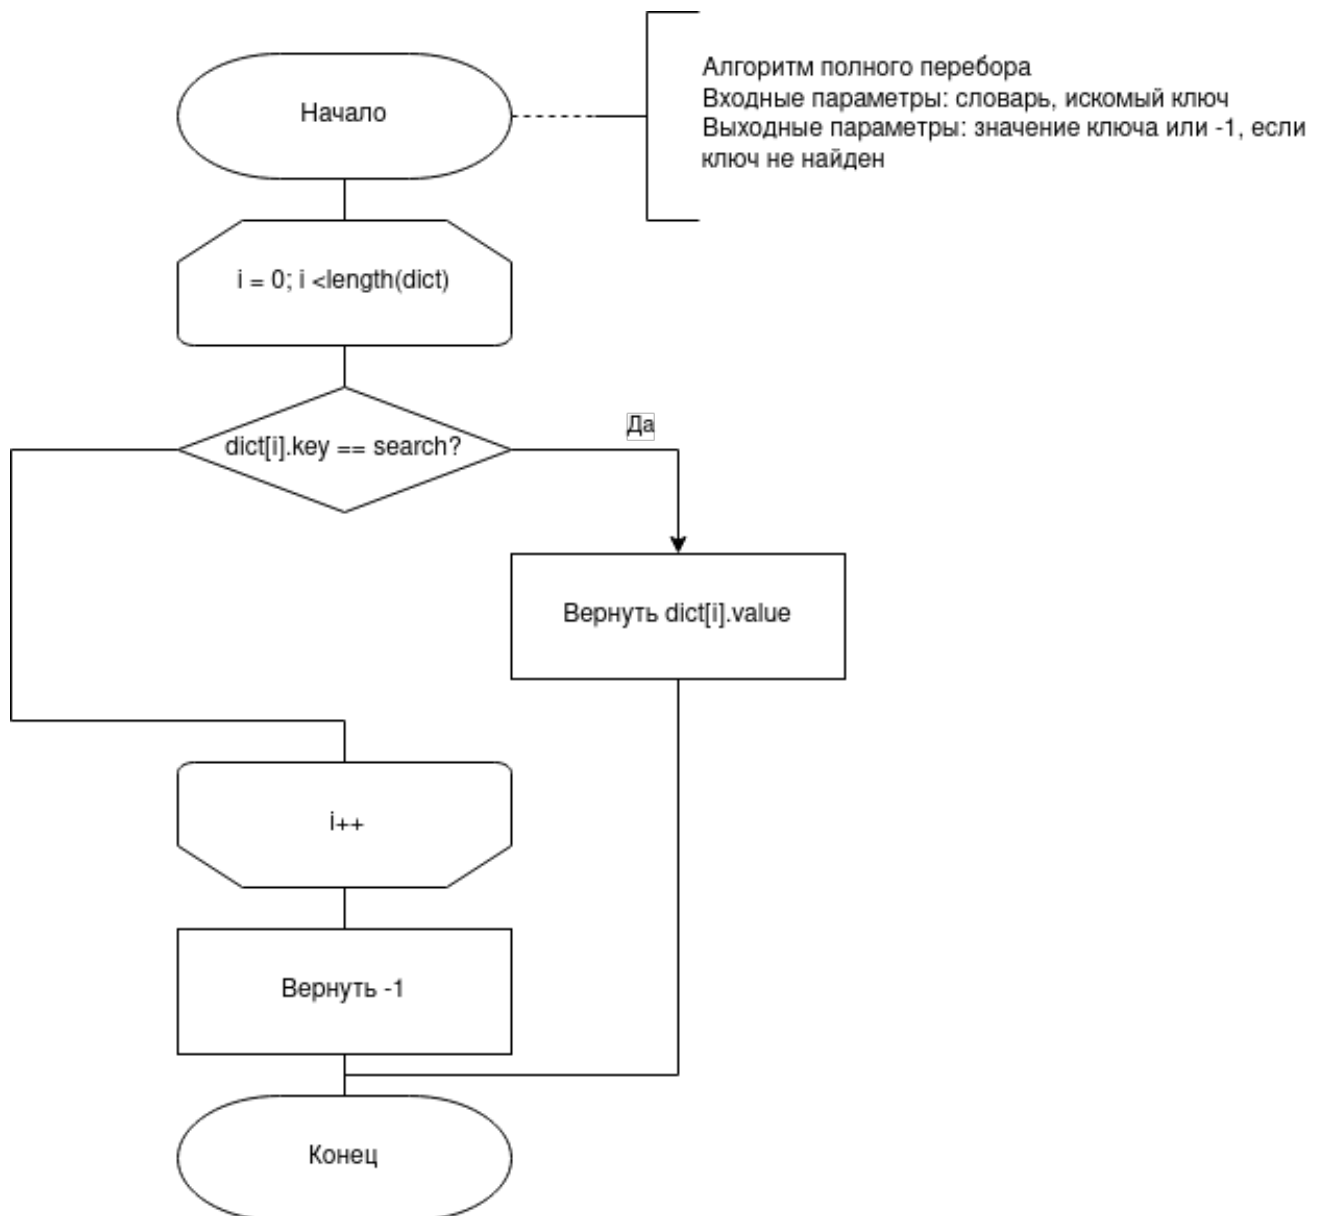 Начало
Алгоритм полного перебора
Входные параметры: словарь, искомый ключ
Выходные параметры: значение ключа или -1, если
ключ не найден
i = 0; i <length(dict)
dict[i].key == search?
Да
Вернуть dict[i].value
i++
Вернуть -1
Конец